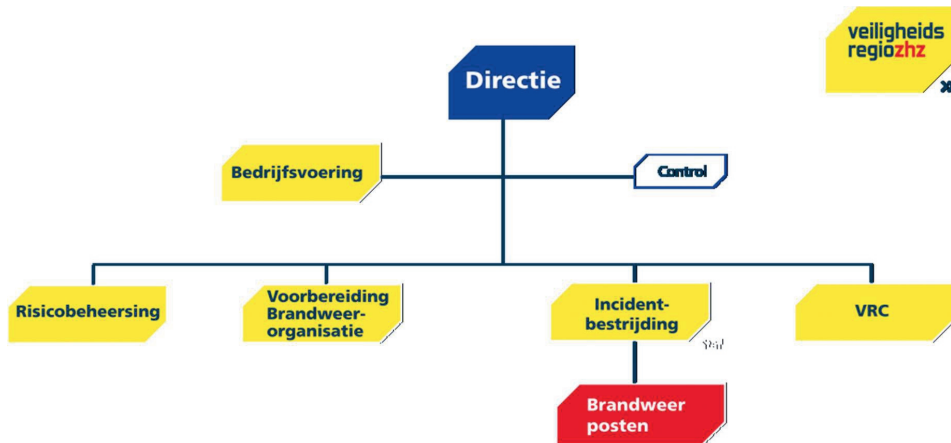 veiligheids
regiozhz
Directie
Bedrijfsvoering
Control
Risicobeheersing
Voorbereiding
Brandweer-
organisatie
Incident-
bestrijding
VRC
Brandweer
posten